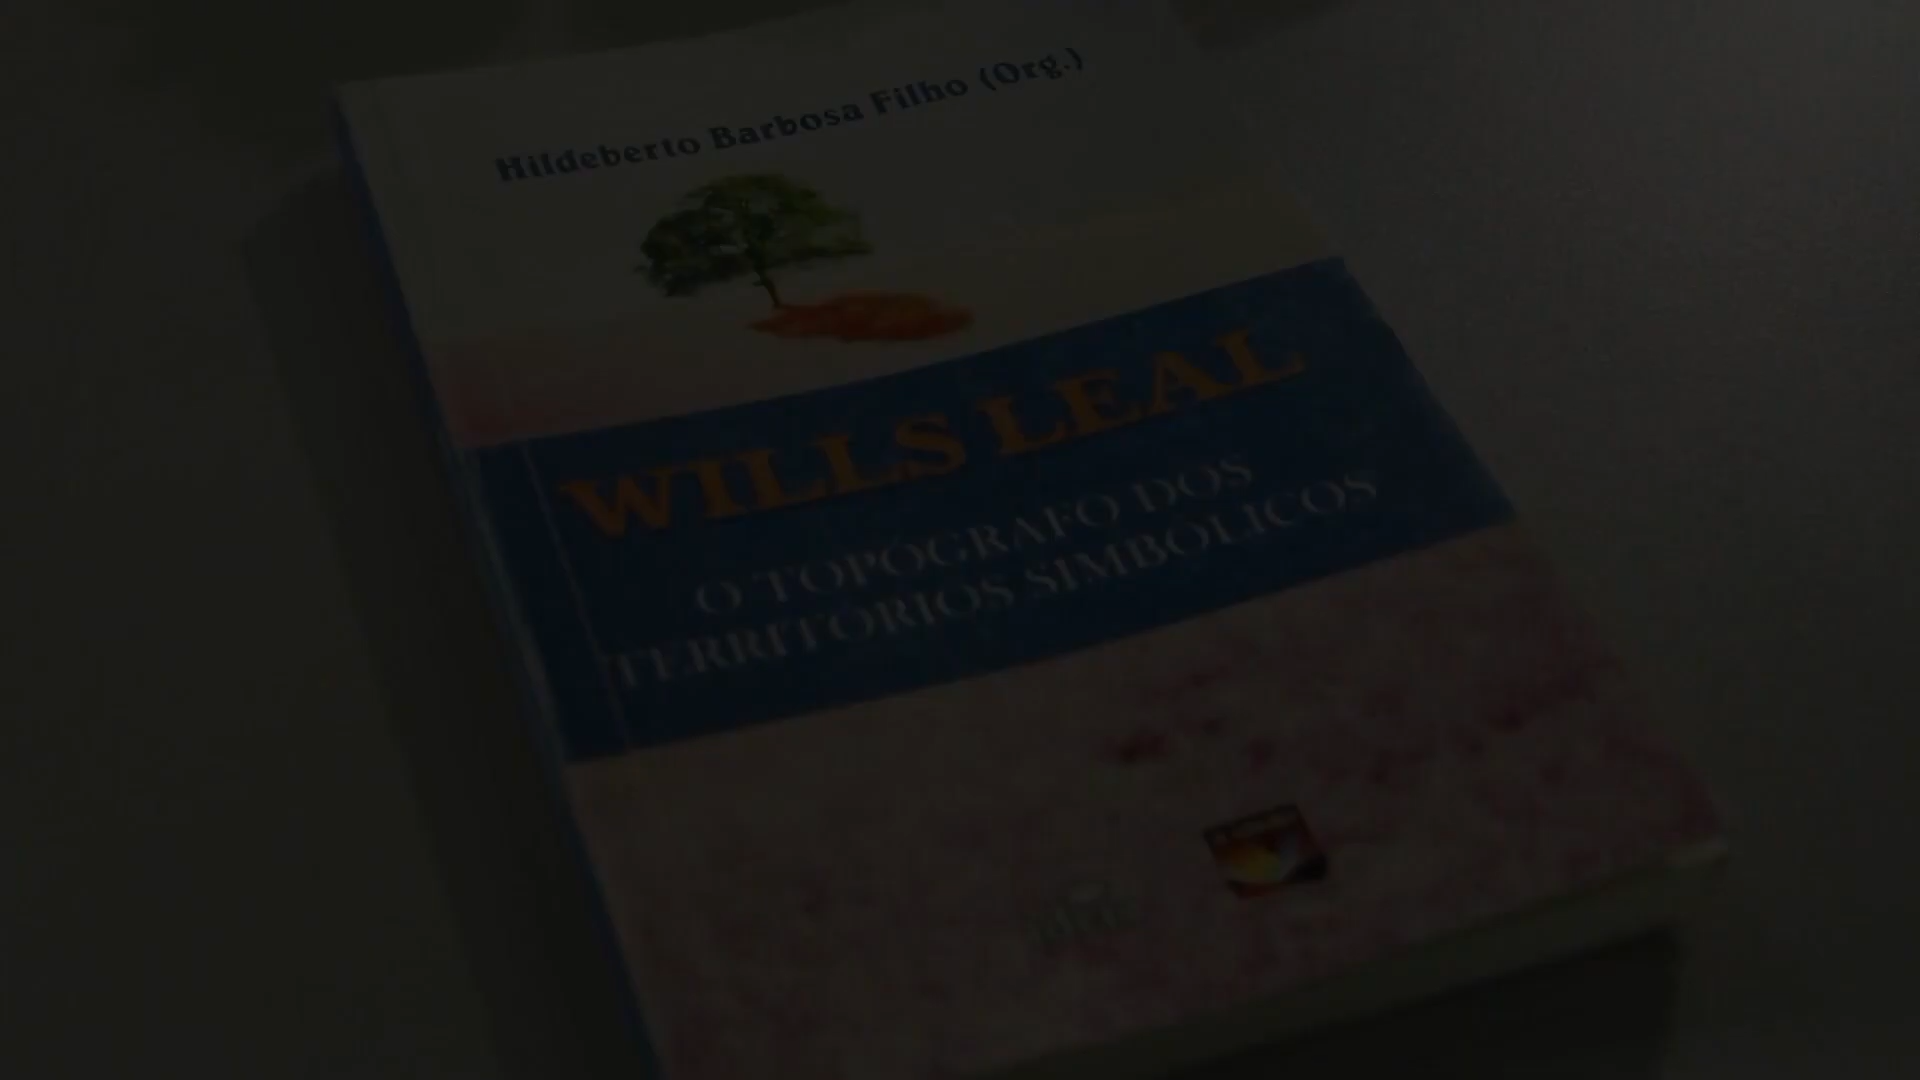 Hildeberto Barbosa Filho (Org.)
WILLS LEAL
O TOPÓGRAFO DOS
TERRITÓRIOS SIMBÓLICOS